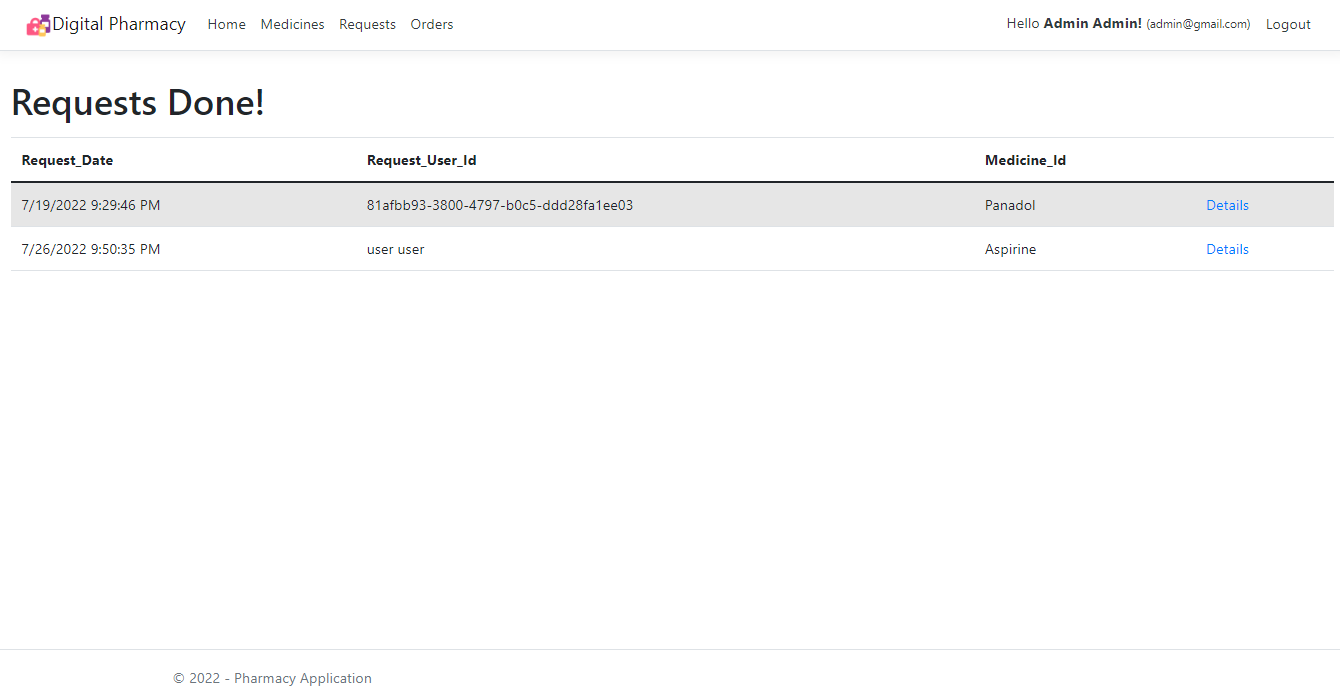 Digital Pharmacy Home Medicines Requests Orders Hello Admin Admin! (admin@gmail.com) Logout
Requests Done!
Request_Date Request_User_Id Medicine_Id
7/19/2022 9:29:46 PM 81afbb93-3800-4797-b0c5-ddd28fa1ee03 Panadol Details
7/26/2022 9:50:35 PM user user Aspirine Details
© 2022 - Pharmacy Application